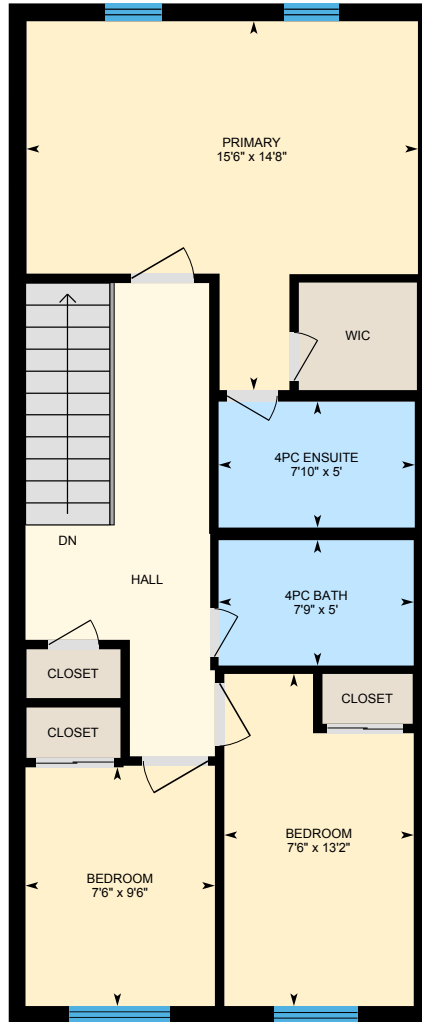 PRIMARY
15'6" x 14'8"
WIC
4PC ENSUITE
7'10" x 5'
DN
HALL
4PC BATH
7'9" x 5'
CLOSET
CLOSET
CLOSET
BEDROOM
7'6" x 13'2"
BEDROOM
7'6" x 9'6"